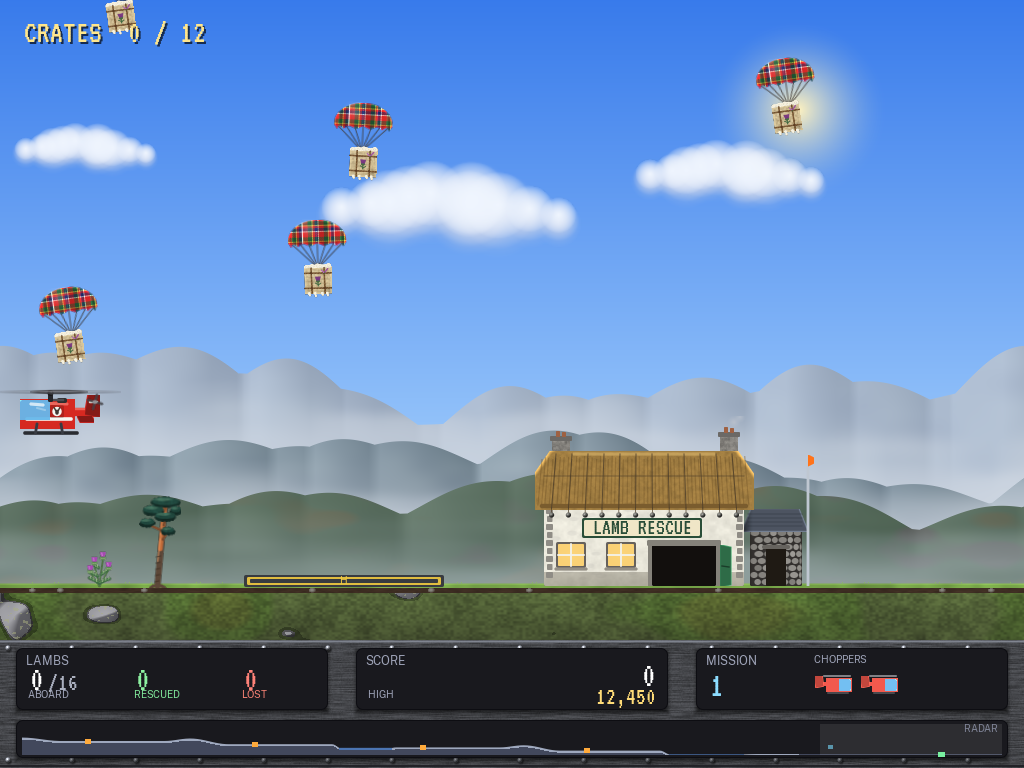 CRATES 0 / 12
LAMB RESCUE
H
LAMBS
0 /16
ABOARD
0
RESCUED
0
LOST
SCORE
0
HIGH
12,450
MISSION
1
CHOPPERS
RADAR